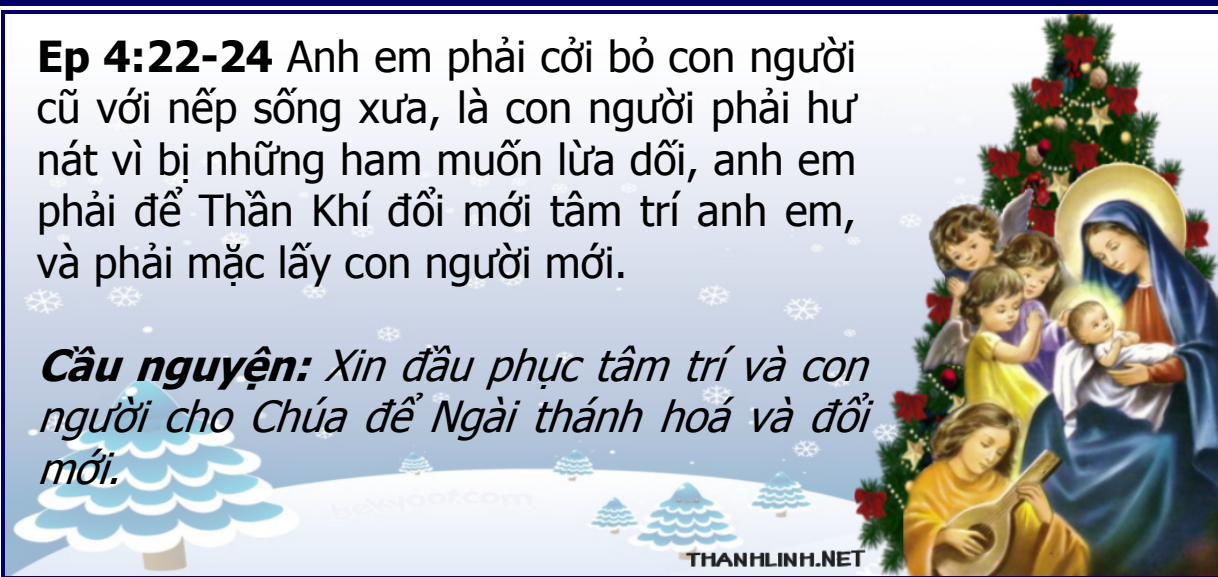 Ep 4:22-24 Anh em phải cởi bỏ con người
cũ với nếp sống xưa, là con người phải hư
nát vì bị những ham muốn lừa dối, anh em
phải để Thần Khí đổi mới tâm trí anh em,
và phải mặc lấy con người mới.
Cầu nguyện: Xin đầu phục tâm trí và con
người cho Chúa để Ngài thánh hoá và đổi
mới.
THANHLINH.NET